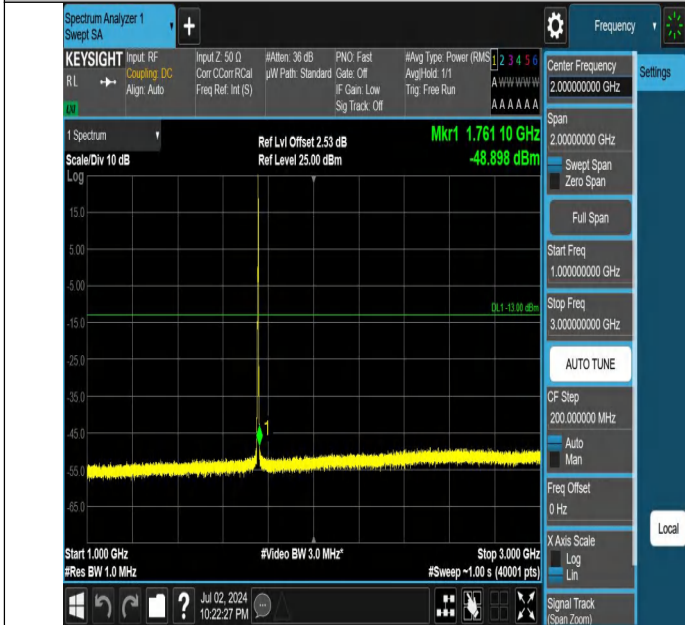 Spectrum Analyzer 1
Swept SA
+
Frequency
KEYSIGHT
RL
Input: RF
Coupling: DC
Align: Auto
Input Z: 50 Ω
Corr CCorr RCal
Freq Ref: Int (S)
#Atten: 36 dB
µW Path: Standard
PNO: Fast
Gate: Off
IF Gain: Low
Sig Track: Off
#Avg Type: Power (RMS
Avg|Hold: 1/1
Trig: Free Run
1 2 3 4 5 6
A W W W W W
A A A A A A
1 Spectrum
Scale/Div 10 dB
Log
Ref Lvl Offset 2.53 dB
Ref Level 25.00 dBm
Mkr1 1.761 10 GHz
-48.898 dBm
15.0
5.00
-5.00
-15.0
-25.0
-35.0
-45.0
-55.0
-65.0
DL1 -13.00 dBm
1
Start 1.000 GHz
#Res BW 1.0 MHz
#Video BW 3.0 MHz*
Stop 3.000 GHz
#Sweep ~1.00 s (40001 pts)
Center Frequency
2.000000000 GHz
Settings
Span
2.00000000 GHz
Swept Span
Zero Span
Full Span
Start Freq
1.000000000 GHz
Stop Freq
3.000000000 GHz
AUTO TUNE
CF Step
200.000000 MHz
Auto
Man
Freq Offset
0 Hz
X Axis Scale
Log
Lin
Local
Signal Track
(Span Zoom)
?
Jul 02, 2024
10:22:27 PM